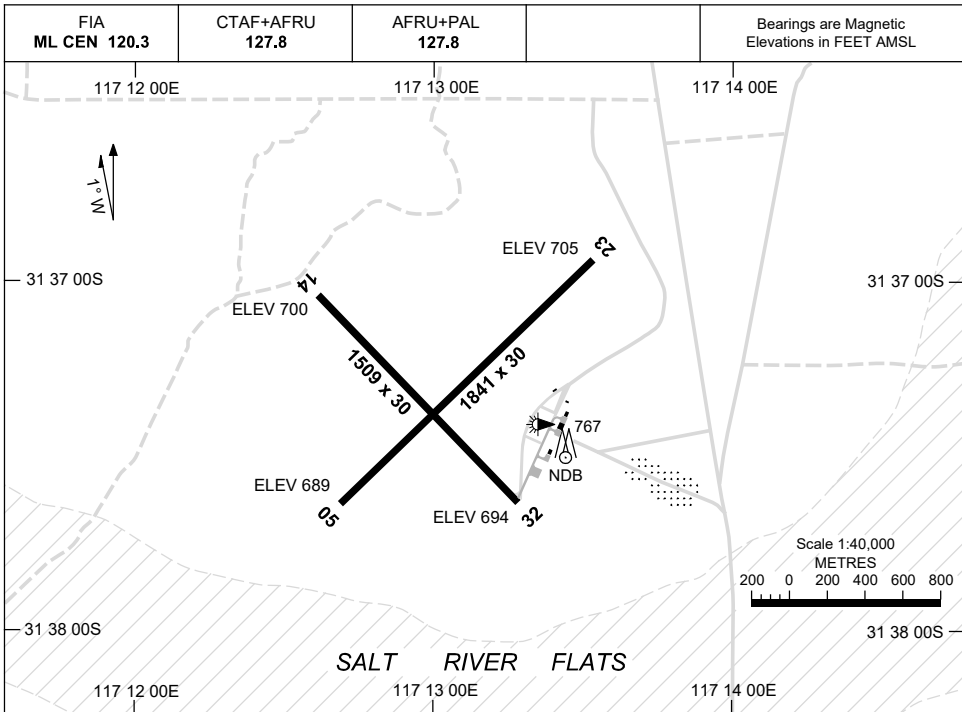 FIA
ML CEN 120.3
CTAF+AFRU
127.8
AFRU+PAL
127.8
Bearings are Magnetic
Elevations in FEET AMSL
117 12 00E
117 13 00E
117 14 00E
1° W
31 37 00S
31 37 00S
ELEV 705
23
14
ELEV 700
1509 x 30
1841 x 30
767
NDB
ELEV 689
05
ELEV 694
32
Scale 1:40,000
METRES
200 0 200 400 600 800
31 38 00S
31 38 00S
SALT RIVER FLATS
117 12 00E
117 13 00E
117 14 00E